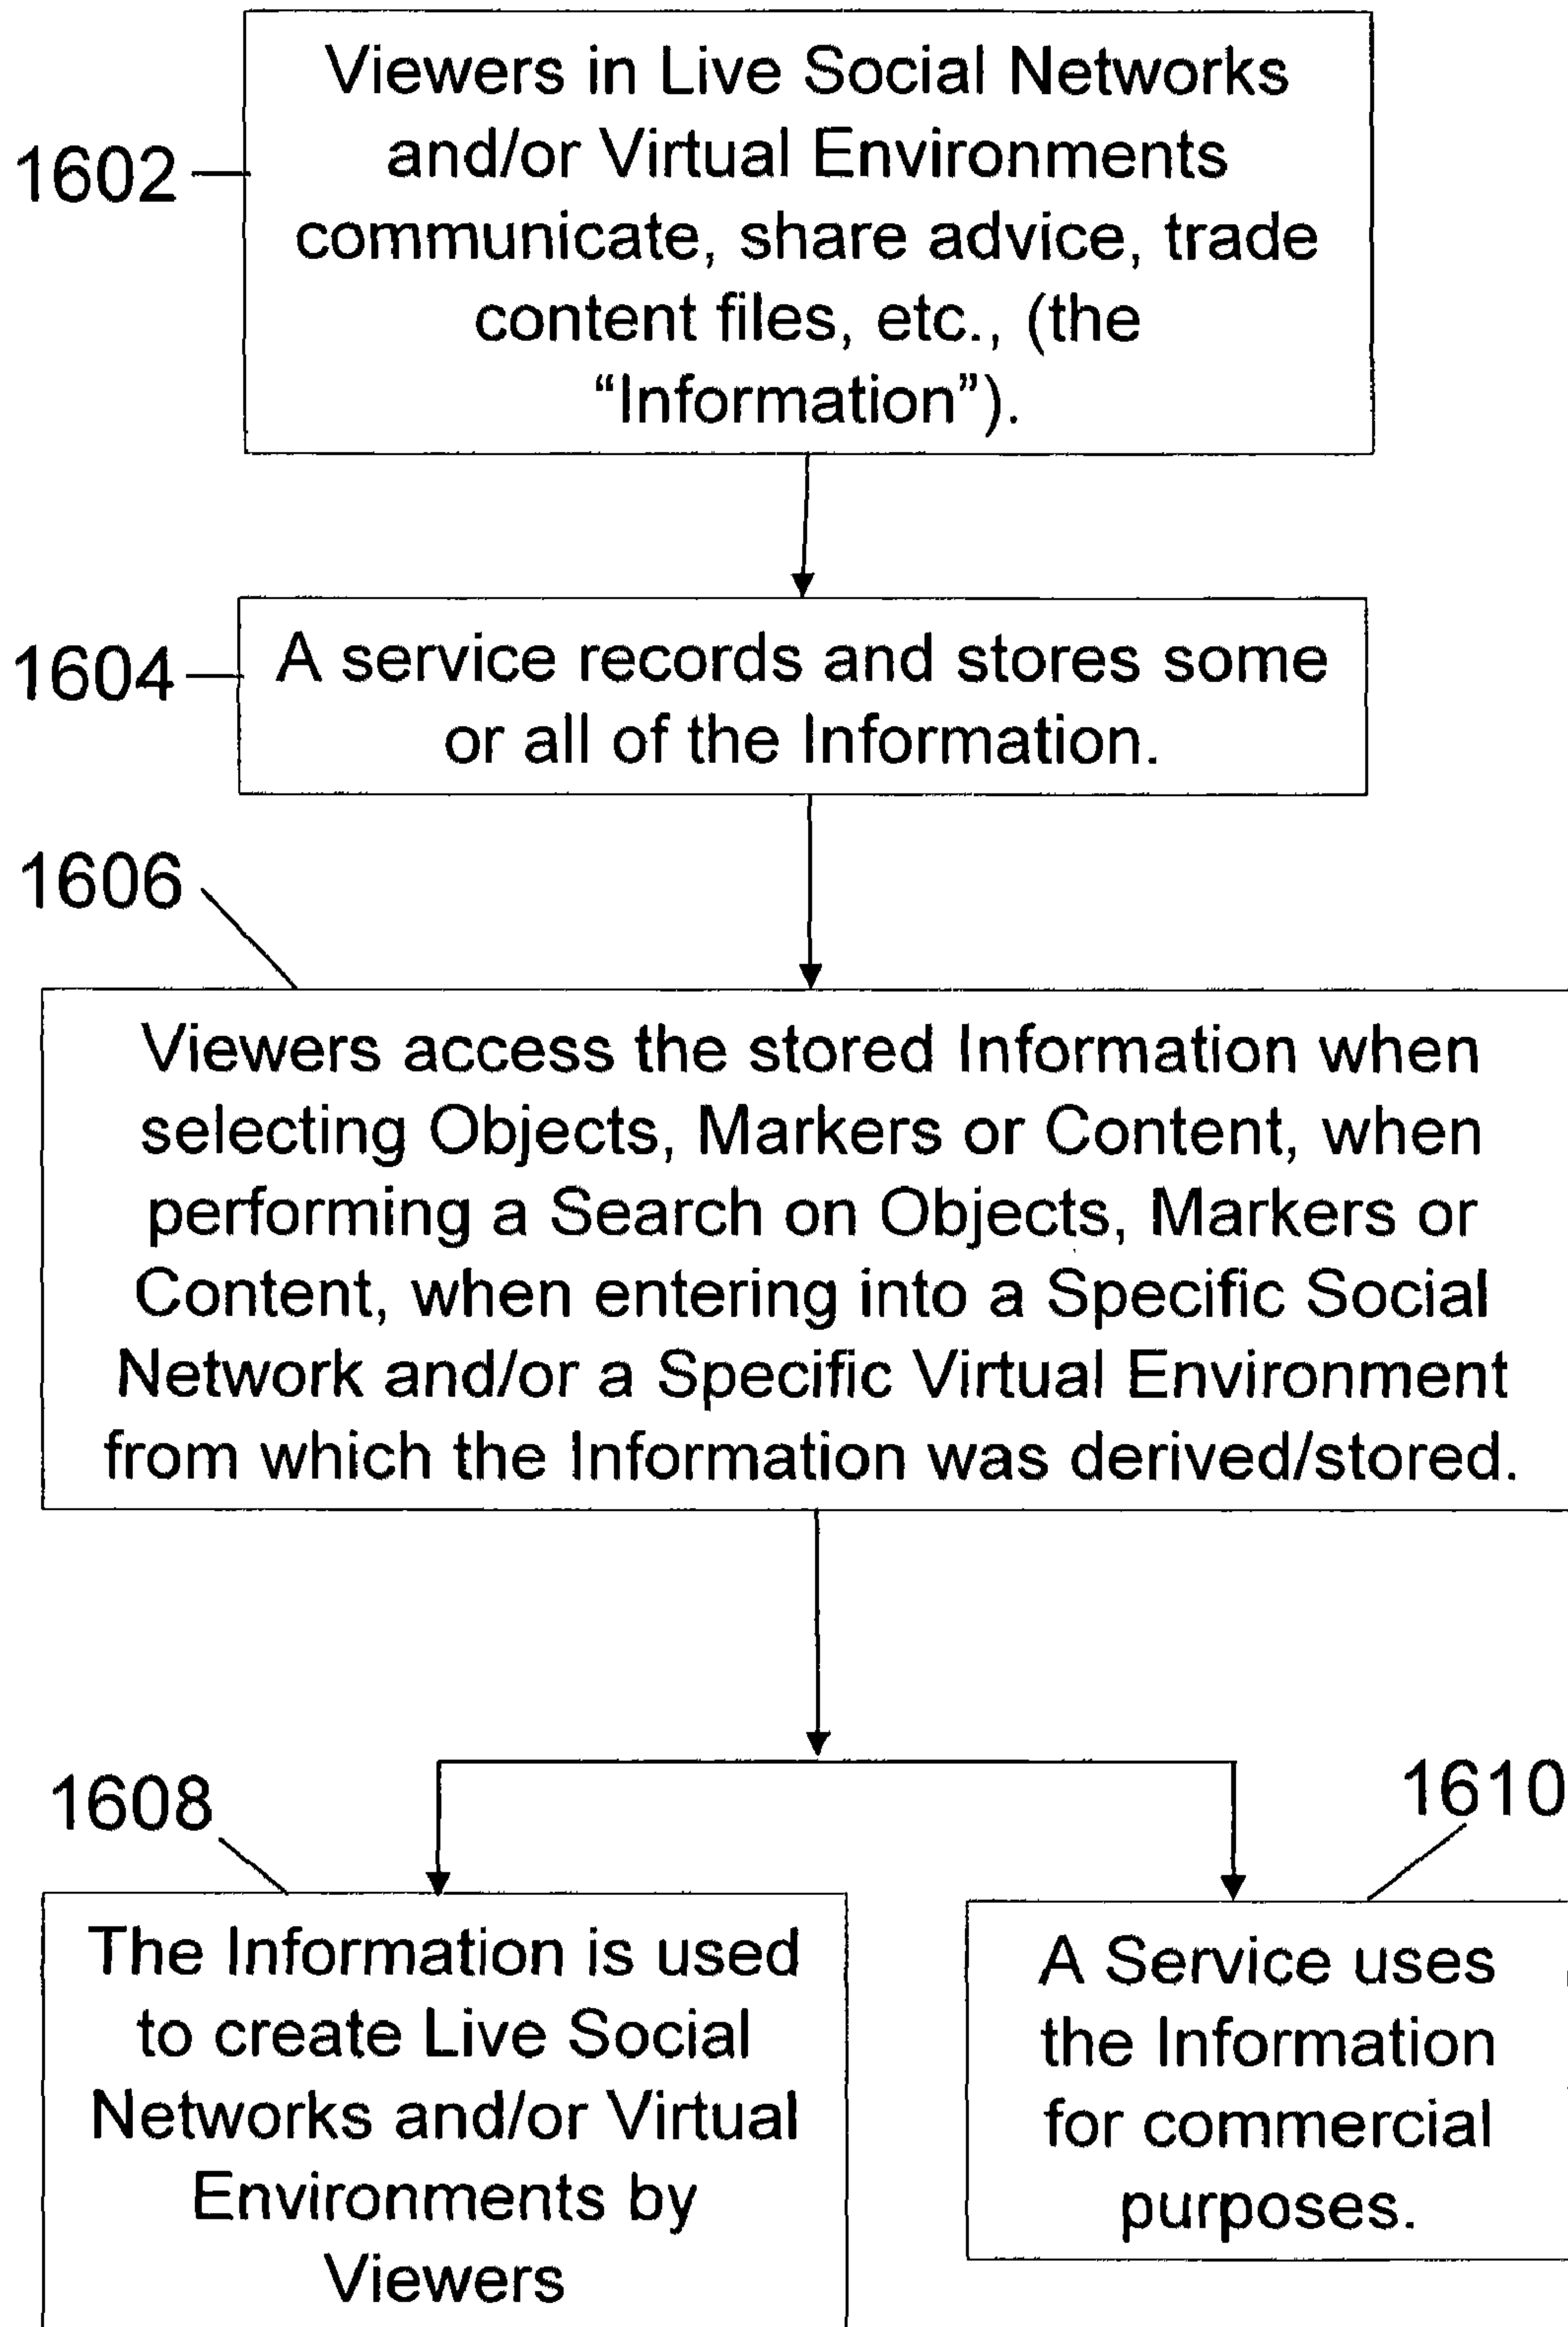 Viewers in Live Social Networks
and/or Virtual Environments
1602
communicate, share advice, trade
content files, etc., (the
“Information”).
1604
A service records and stores some
or all of the Information.
1606
Viewers access the stored Information when
selecting Objects, Markers or Content, when
performing a Search on Objects, Markers or
Content, when entering into a Specific Social
Network and/or a Specific Virtual Environment
from which the Information was derived/stored.
1608
1610
The Information is used
to create Live Social
Networks and/or Virtual
Environments by
Viewers
A Service uses
the Information
for commercial
purposes.